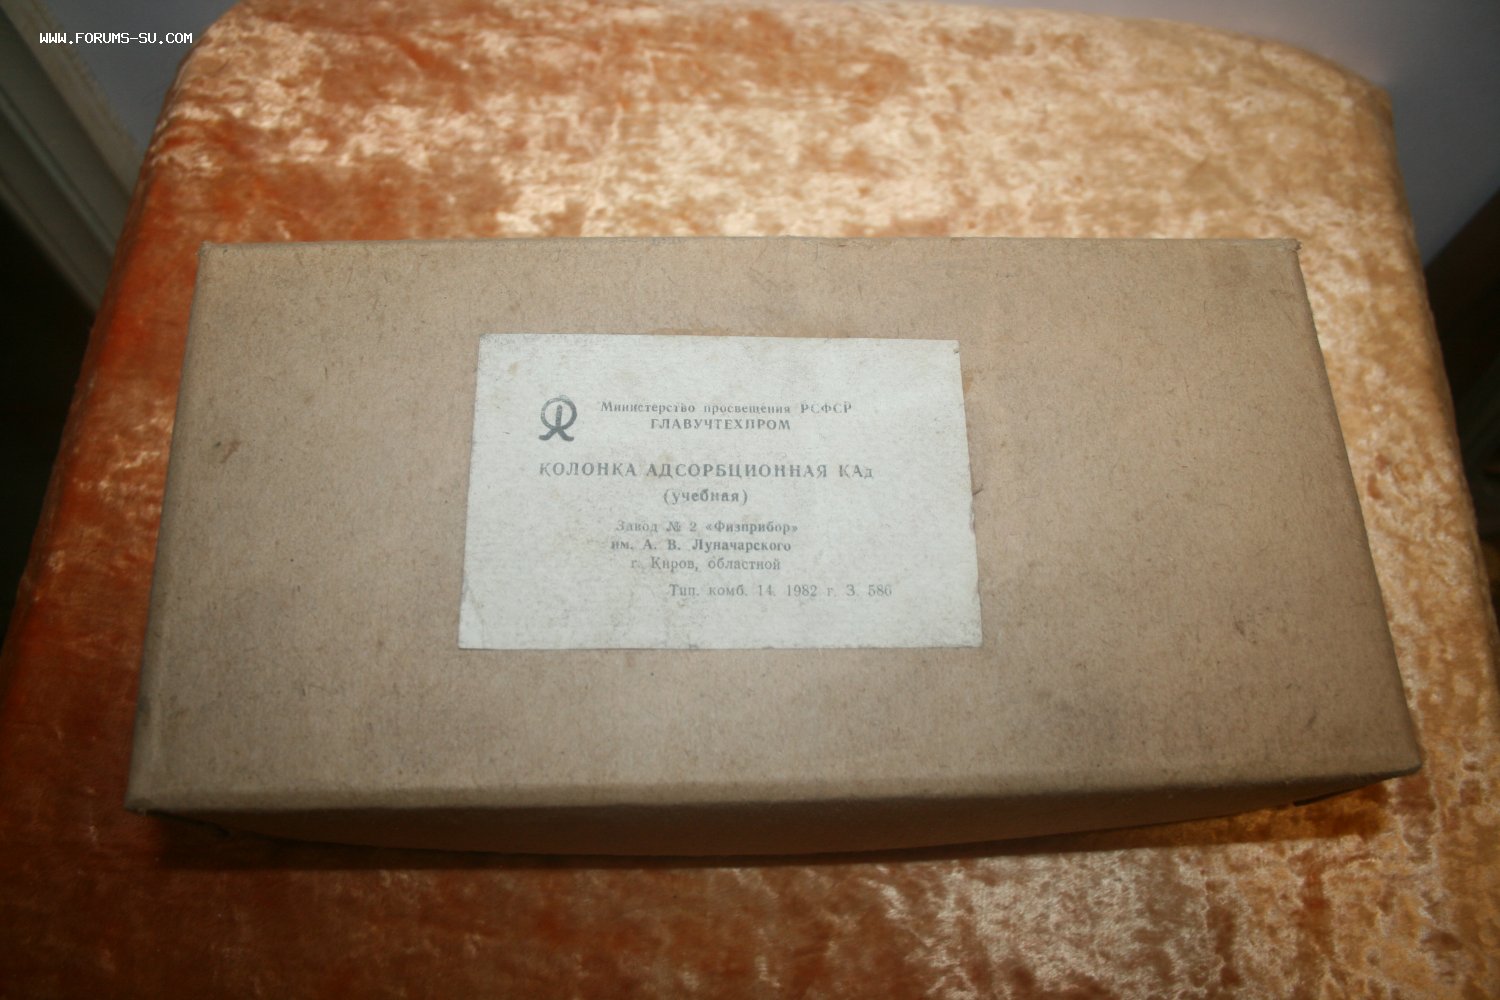 WWW.FORUMS-SU.COM
Министерство просвещения РСФСР
ГЛАВУЧТЕХПРОМ
КОЛОНКА АДСОРБЦИОННАЯ КАд
(учебная)
Завод № 2 «Физприбор»
им. А. В. Луначарского
г. Киров, областной
Тип. комб. 14. 1982 г. З. 586